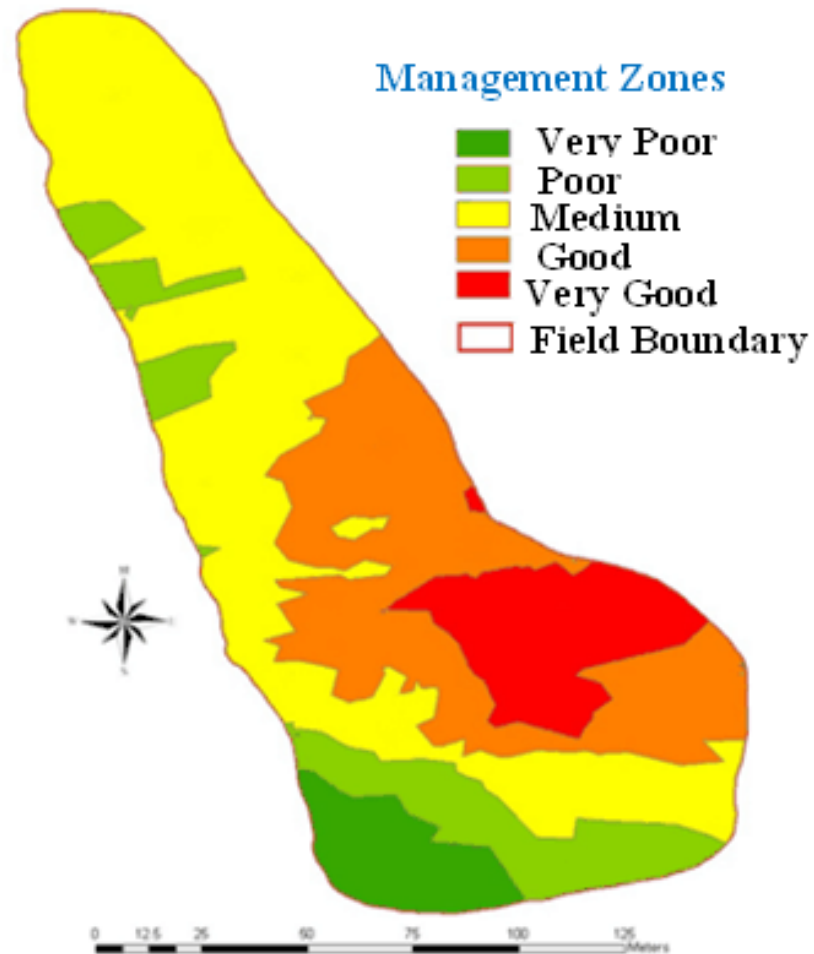 Management Zones
Very Poor
Poor
Medium
Good
Very Good
Field Boundary
N
S
0 12.5 25 50 75 100 125
Meters